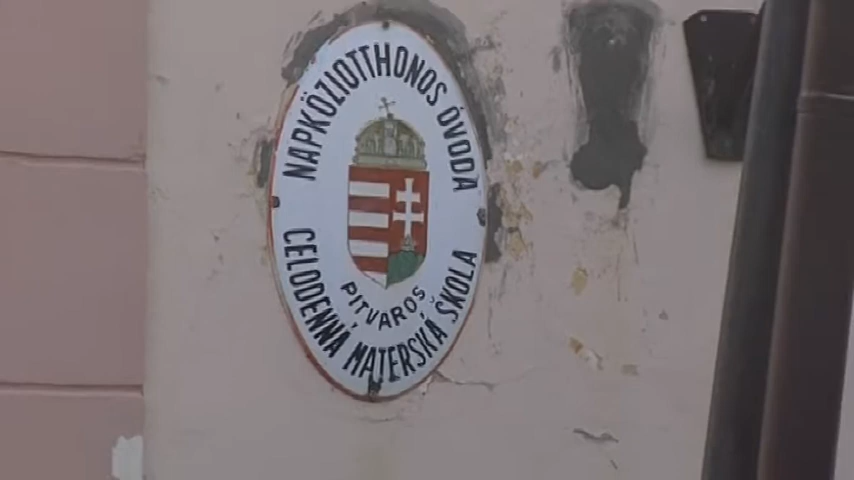 NAPKÖZIOTTHONOS ÓVODA
PITVAROS
CELODENNÁ MATERSKÁ ŠKOLA